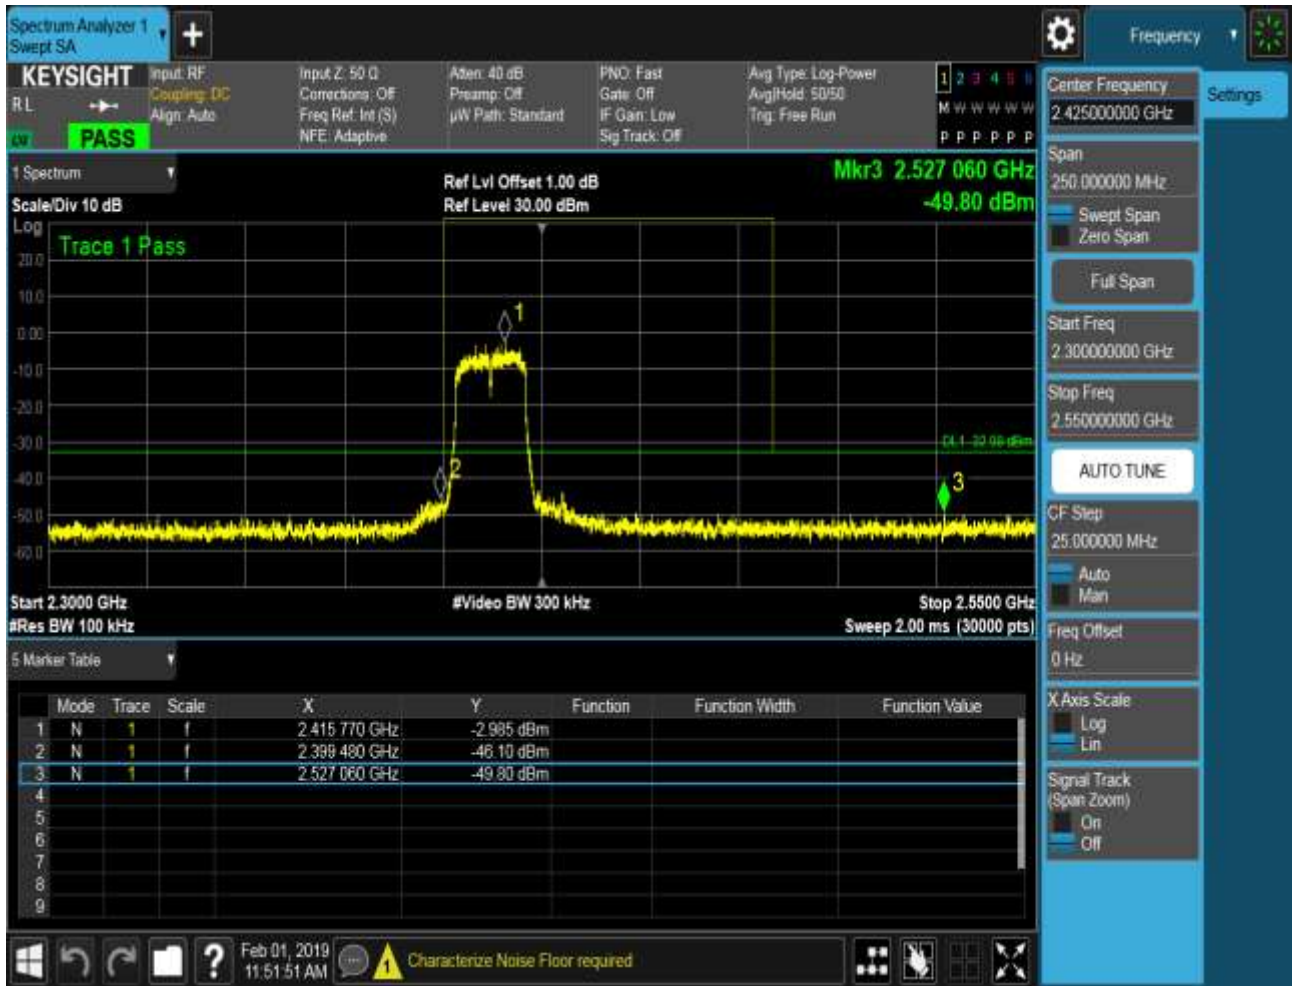 Spectrum Analyzer 1
Swept SA
Frequency
KEYSIGHT
Input: RF
Coupling: DC
Align: Auto
Input Z: 50 Ω
Corrections: Off
Freq Ref: Int (S)
NFE: Adaptive
Atten: 40 dB
Preamp: Off
µW Path: Standard
PNO: Fast
Gate: Off
IF Gain: Low
Sig Track: Off
Avg Type: Log-Power
Avg|Hold: 50/50
Trig: Free Run
1 2 3 4 5 6
M W W W W W
P P P P P P
R L
PASS
Center Frequency
2.425000000 GHz
Settings
1 Spectrum
Scale/Div 10 dB
Ref Lvl Offset 1.00 dB
Ref Level 30.00 dBm
Mkr3 2.527 060 GHz
-49.80 dBm
Span
250.000000 MHz
Swept Span
Zero Span
Log
Trace 1 Pass
20.0
10.0
0.00
-10.0
-20.0
-30.0
-40.0
-50.0
-60.0
1
2
3
Full Span
Start Freq
2.300000000 GHz
Stop Freq
2.550000000 GHz
AUTO TUNE
CF Step
25.000000 MHz
Auto
Man
Start 2.3000 GHz
#Video BW 300 kHz
Stop 2.5500 GHz
#Res BW 100 kHz
Sweep 2.00 ms (30000 pts)
Freq Offset
0 Hz
5 Marker Table
Mode Trace Scale X Y Function Function Width Function Value
1 N 1 f 2.415 770 GHz -2.985 dBm
2 N 1 f 2.399 480 GHz -46.10 dBm
3 N 1 f 2.527 060 GHz -49.80 dBm
4
5
6
7
8
9
X Axis Scale
Log
Lin
Signal Track
(Span Zoom)
On
Off
?
Feb 01, 2019
11:51:51 AM
1
Characterize Noise Floor required